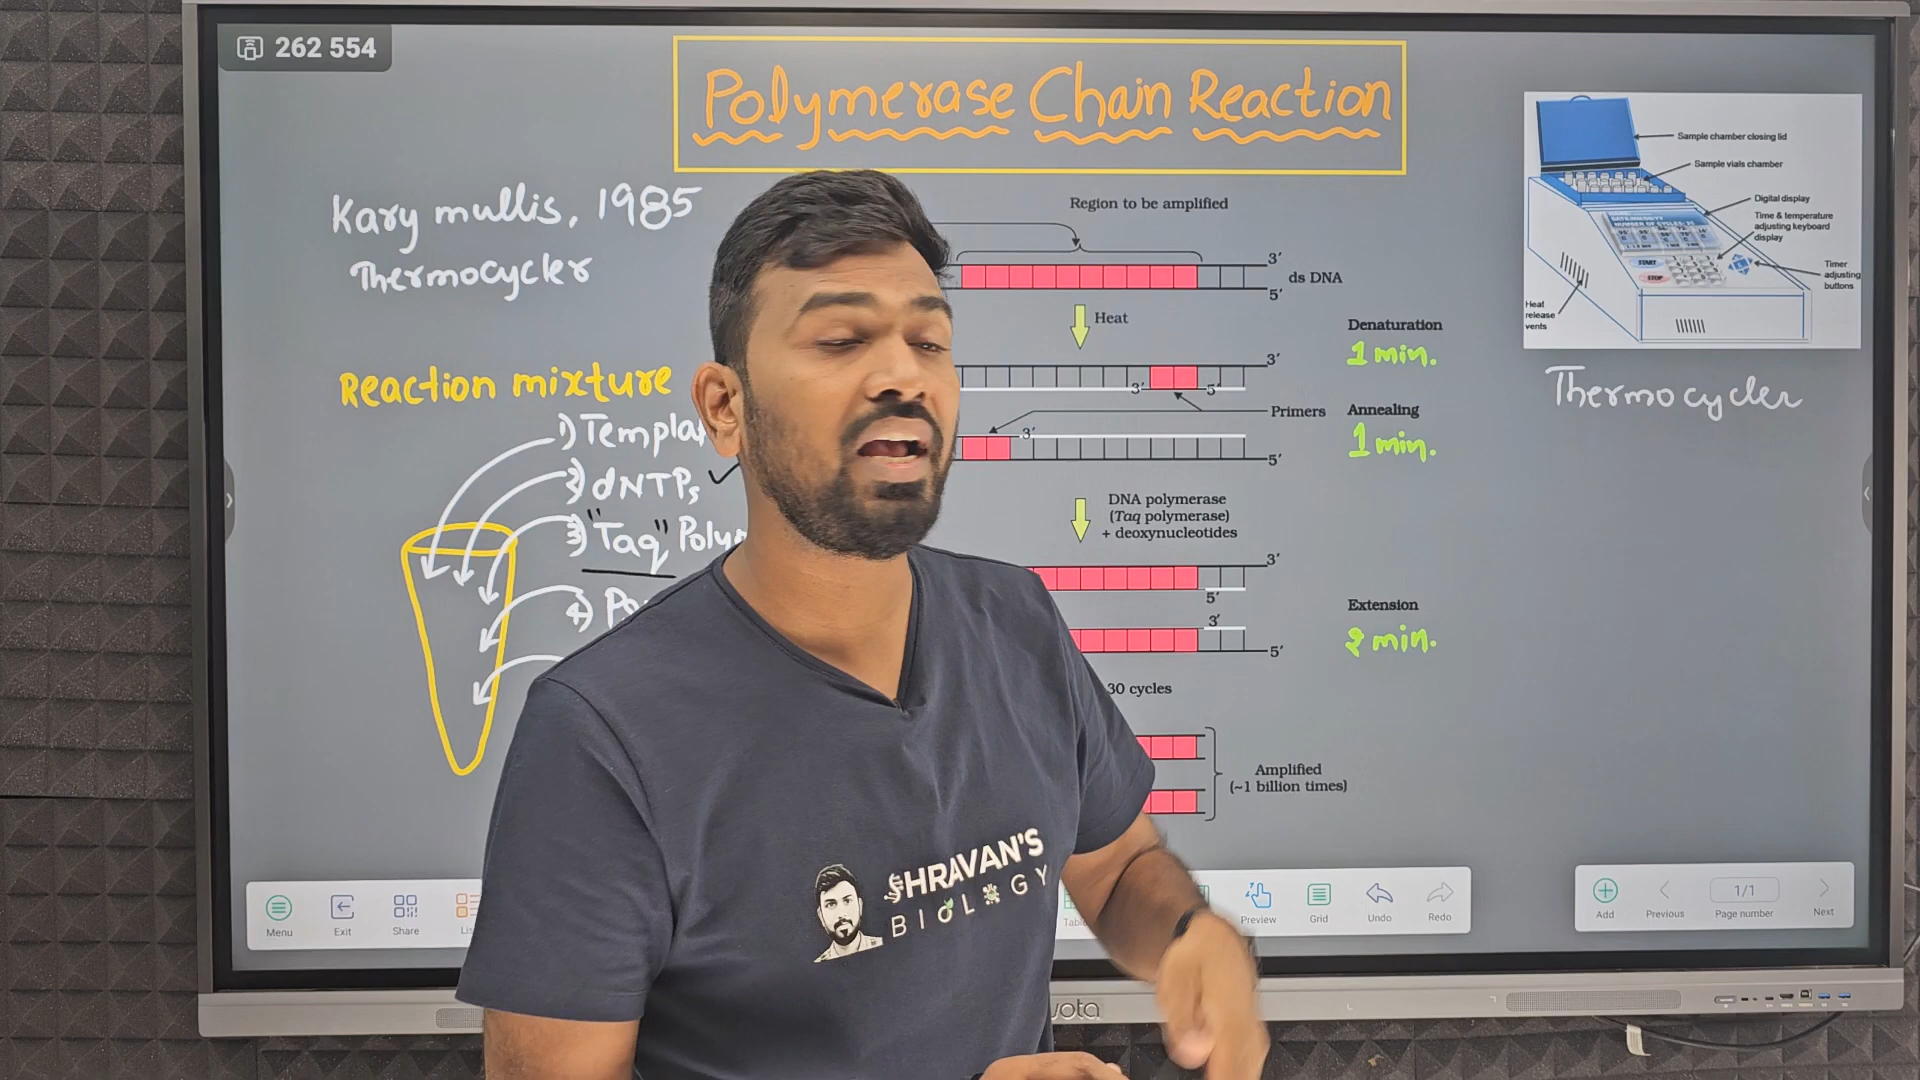 262 554
Polymerase Chain Reaction
Kary mullis, 1985
Thermocycler
Reaction mixture
1) Templat
2) dNTPs
3) "Taq" Poly
4)
Region to be amplified
3′
ds DNA
5′
Heat
Denaturation
1 min.
3′
3′
5′
Primers
Annealing
1 min.
3′
5′
DNA polymerase
(Taq polymerase)
+ deoxynucleotides
3′
5′
Extension
3′
2 min.
5′
30 cycles
Amplified
(~1 billion times)
Sample chamber closing lid
Sample vials chamber
Digital display
Time & temperature
adjusting keyboard
display
START
STOP
Timer
adjusting
buttons
Heat
release
vents
Thermocycler
SHRAVAN'S
BIOLOGY
Menu
Exit
Share
Preview
Grid
Undo
Redo
Add
Previous
1/1
Page number
Next